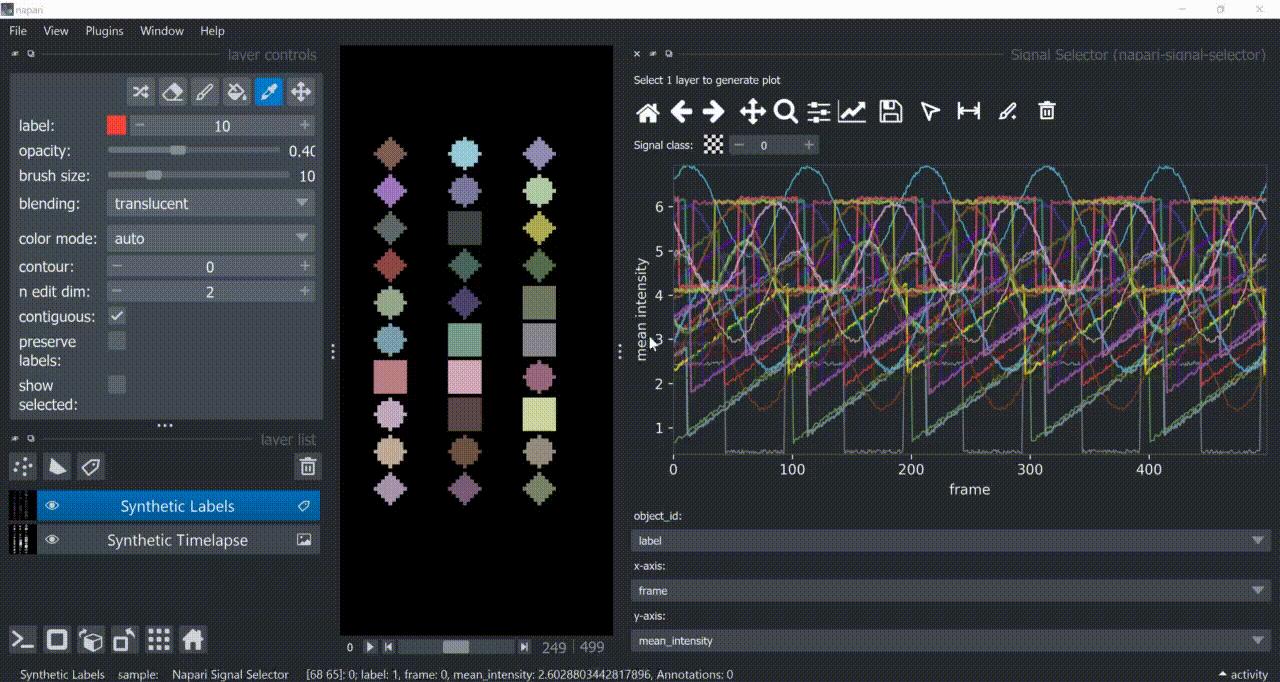 napari
File View Plugins Window Help
layer controls
label: 10
opacity: 0.40
brush size: 10
blending: translucent
color mode: auto
contour: 0
n edit dim: 2
contiguous:
preserve
labels:
show
selected:
layer list
Synthetic Labels
Synthetic Timelapse
0 249 499
Signal Selector (napari-signal-selector)
Select 1 layer to generate plot
Signal class: 0
mean intensity
6
5
4
3
2
1
0 100 200 300 400
frame
object_id:
label
x-axis:
frame
y-axis:
mean_intensity
Synthetic Labels sample: Napari Signal Selector [68 65]: 0; label: 1, frame: 0, mean_intensity: 2.6028803442817896, Annotations: 0 activity